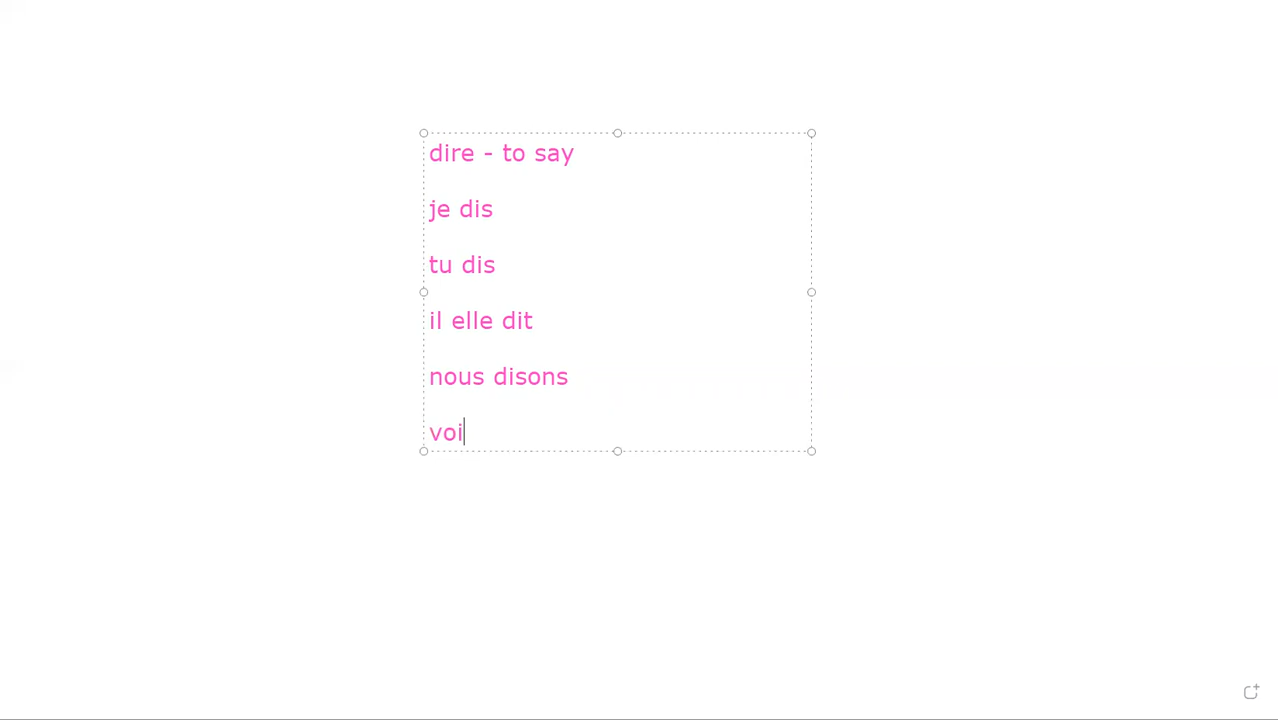 dire - to say
je dis
tu dis
il elle dit
nous disons
voi